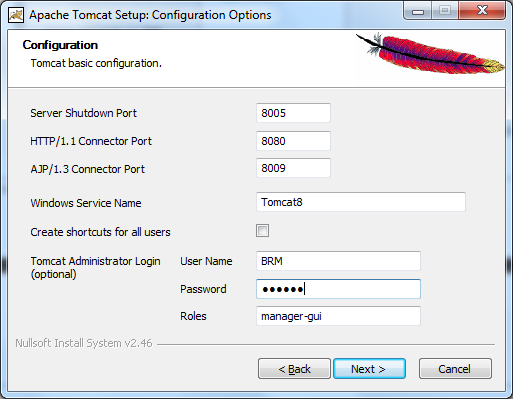 Apache Tomcat Setup: Configuration Options
Configuration
Tomcat basic configuration.
Server Shutdown Port 8005
HTTP/1.1 Connector Port 8080
AJP/1.3 Connector Port 8009
Windows Service Name Tomcat8
Create shortcuts for all users
Tomcat Administrator Login User Name BRM
(optional)
Password ●●●●●●
Roles manager-gui
Nullsoft Install System v2.46
< Back Next > Cancel